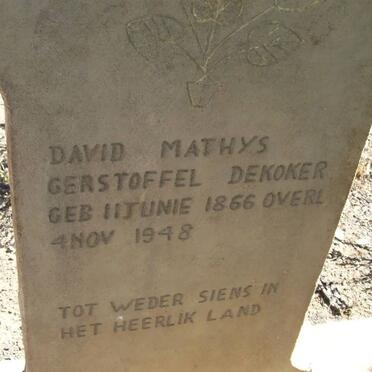 DAVID MATHYS
GERSTOFFEL DEKOKER
GEB 11 JUNIE 1866 OVERL
4 NOV 1948
TOT WEDER SIENS IN
HET HEERLIK LAND